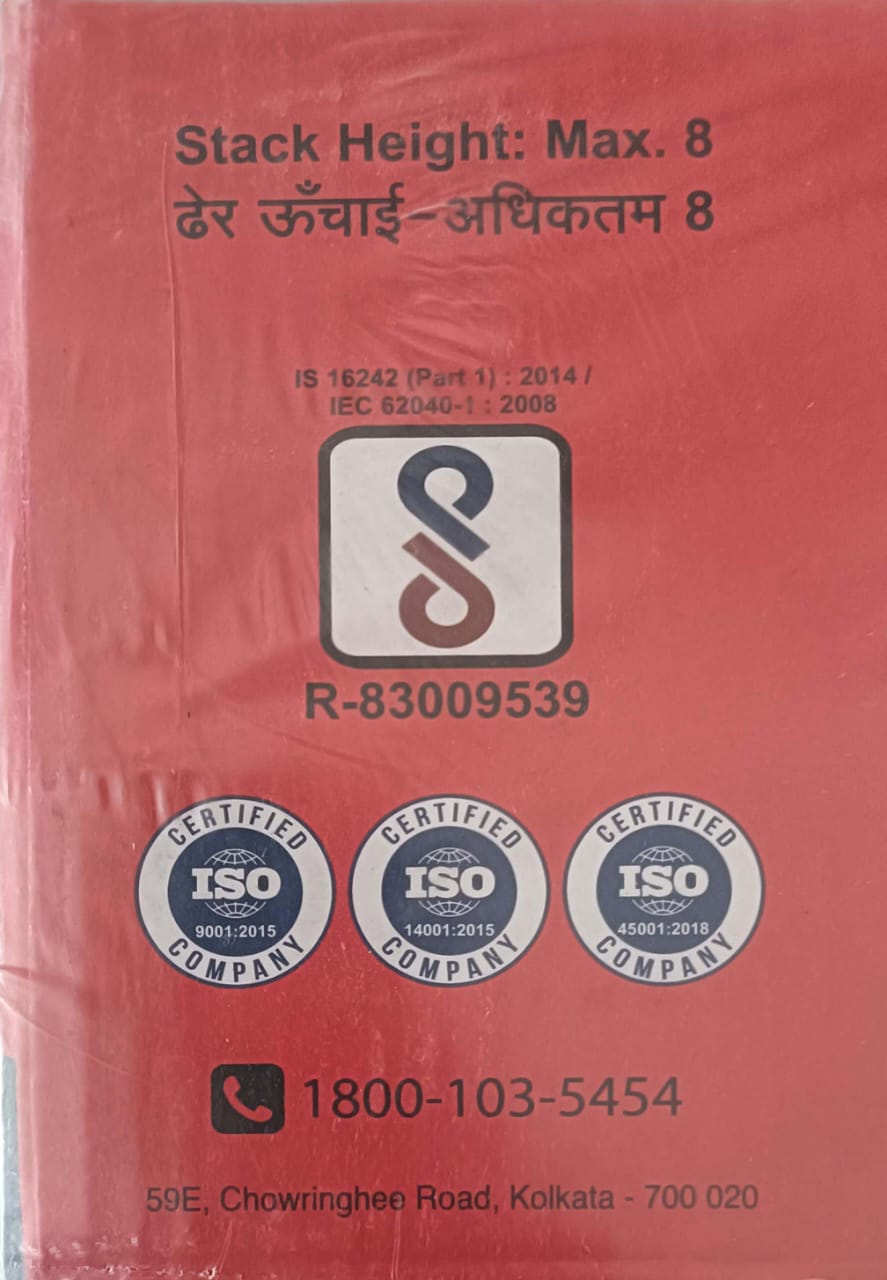 Stack Height: Max. 8
ढेर ऊँचाई–अधिकतम 8
IS 16242 (Part 1) : 2014 /
IEC 62040-1 : 2008
R-83009539
CERTIFIED
ISO
9001:2015
COMPANY
CERTIFIED
ISO
14001:2015
COMPANY
CERTIFIED
ISO
45001:2018
COMPANY
1800-103-5454
59E, Chowringhee Road, Kolkata - 700 020